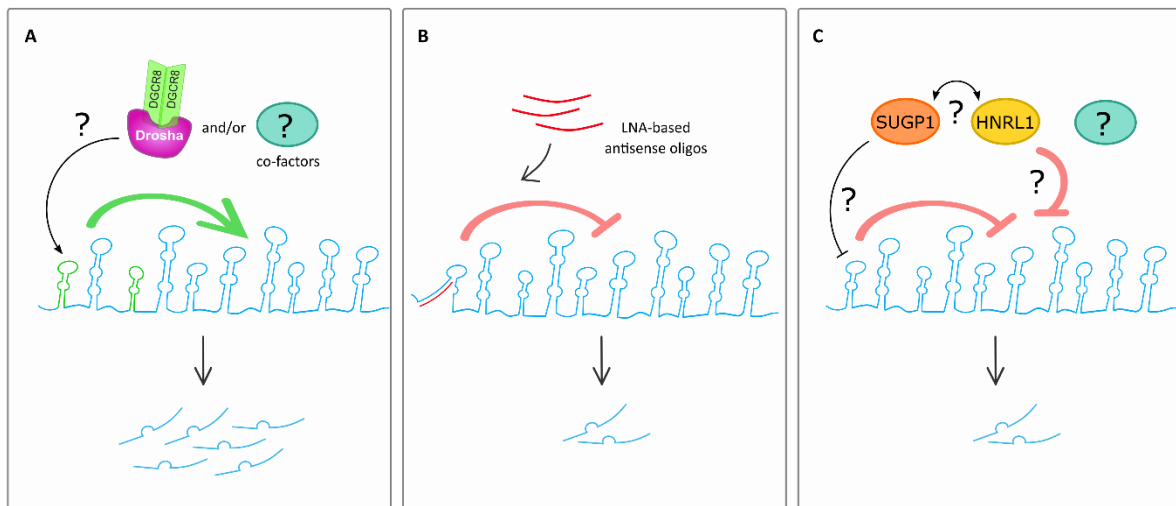 A
DGCR8
DGCR8
?
Drosha
and/or
?
co-factors
B
LNA-based
antisense oligos
C
SUGP1
?
HNRL1
?
?
?